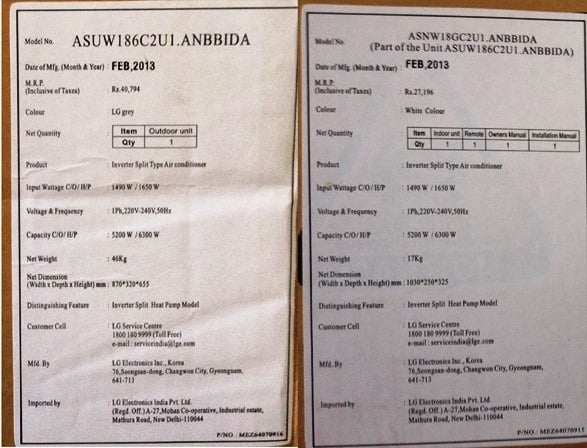 Model No. ASUW186C2U1.ANBBIDA
Date of Mfg. (Month & Year) : FEB,2013
M.R.P.
(Inclusive of Taxes) : Rs.40,794
Colour : LG grey
Net Quantity : Item Outdoor unit
Qty 1
Product : Inverter Split Type Air conditioner
Input Wattage C/O/H/P : 1490 W / 1650 W
Voltage & Frequency : 1Ph,220V-240V,50Hz
Capacity C/O/ H/P : 5200 W / 6300 W
Net Weight : 46Kg
Net Dimension
(Width x Depth x Height) mm : 870*320*655
Distinguishing Feature : Inverter Split Heat Pump Model
Customer Cell : LG Service Centre
1800 180 9999 (Toll Free)
e-mail : serviceindia@lge.com
Mfd. By : LG Electronics Inc., Korea
76,Seongsan-dong, Changwon City, Gyeongnam,
641-713
Imported by : LG Electronics India Pvt. Ltd.
(Regd. Off.) A-27,Mohan Co-operative, Industrial estate,
Mathura Road, New Delhi-110044
P/NO. : MEZ64070916
Model No. ASNW18GC2U1.ANBBIDA
(Part of the Unit ASUW186C2U1.ANBBIDA)
Date of Mfg. (Month & Year) : FEB,2013
M.R.P.
(Inclusive of Taxes) : Rs.27,196
Colour : White Colour
Net Quantity : Item Indoor unit Remote Owners Manual Installation Manual
Qty 1 1 1 1
Product : Inverter Split Type Air conditioner
Input Wattage C/O/ H/P : 1490 W / 1650 W
Voltage & Frequency : 1Ph,220V-240V,50Hz
Capacity C/O/ H/P : 5200 W / 6300 W
Net Weight : 17Kg
Net Dimension
(Width x Depth x Height) mm : 1030*250*325
Distinguishing Feature : Inverter Split Heat Pump Model
Customer Cell : LG Service Centre
1800 180 9999 (Toll Free)
e-mail : serviceindia@lge.com
Mfd. By : LG Electronics Inc., Korea
76,Seongsan-dong, Changwon City, Gyeongnam,
641-713
Imported by : LG Electronics India Pvt. Ltd.
(Regd. Off.) A-27,Mohan Co-operative, Industrial estate,
Mathura Road, New Delhi-110044